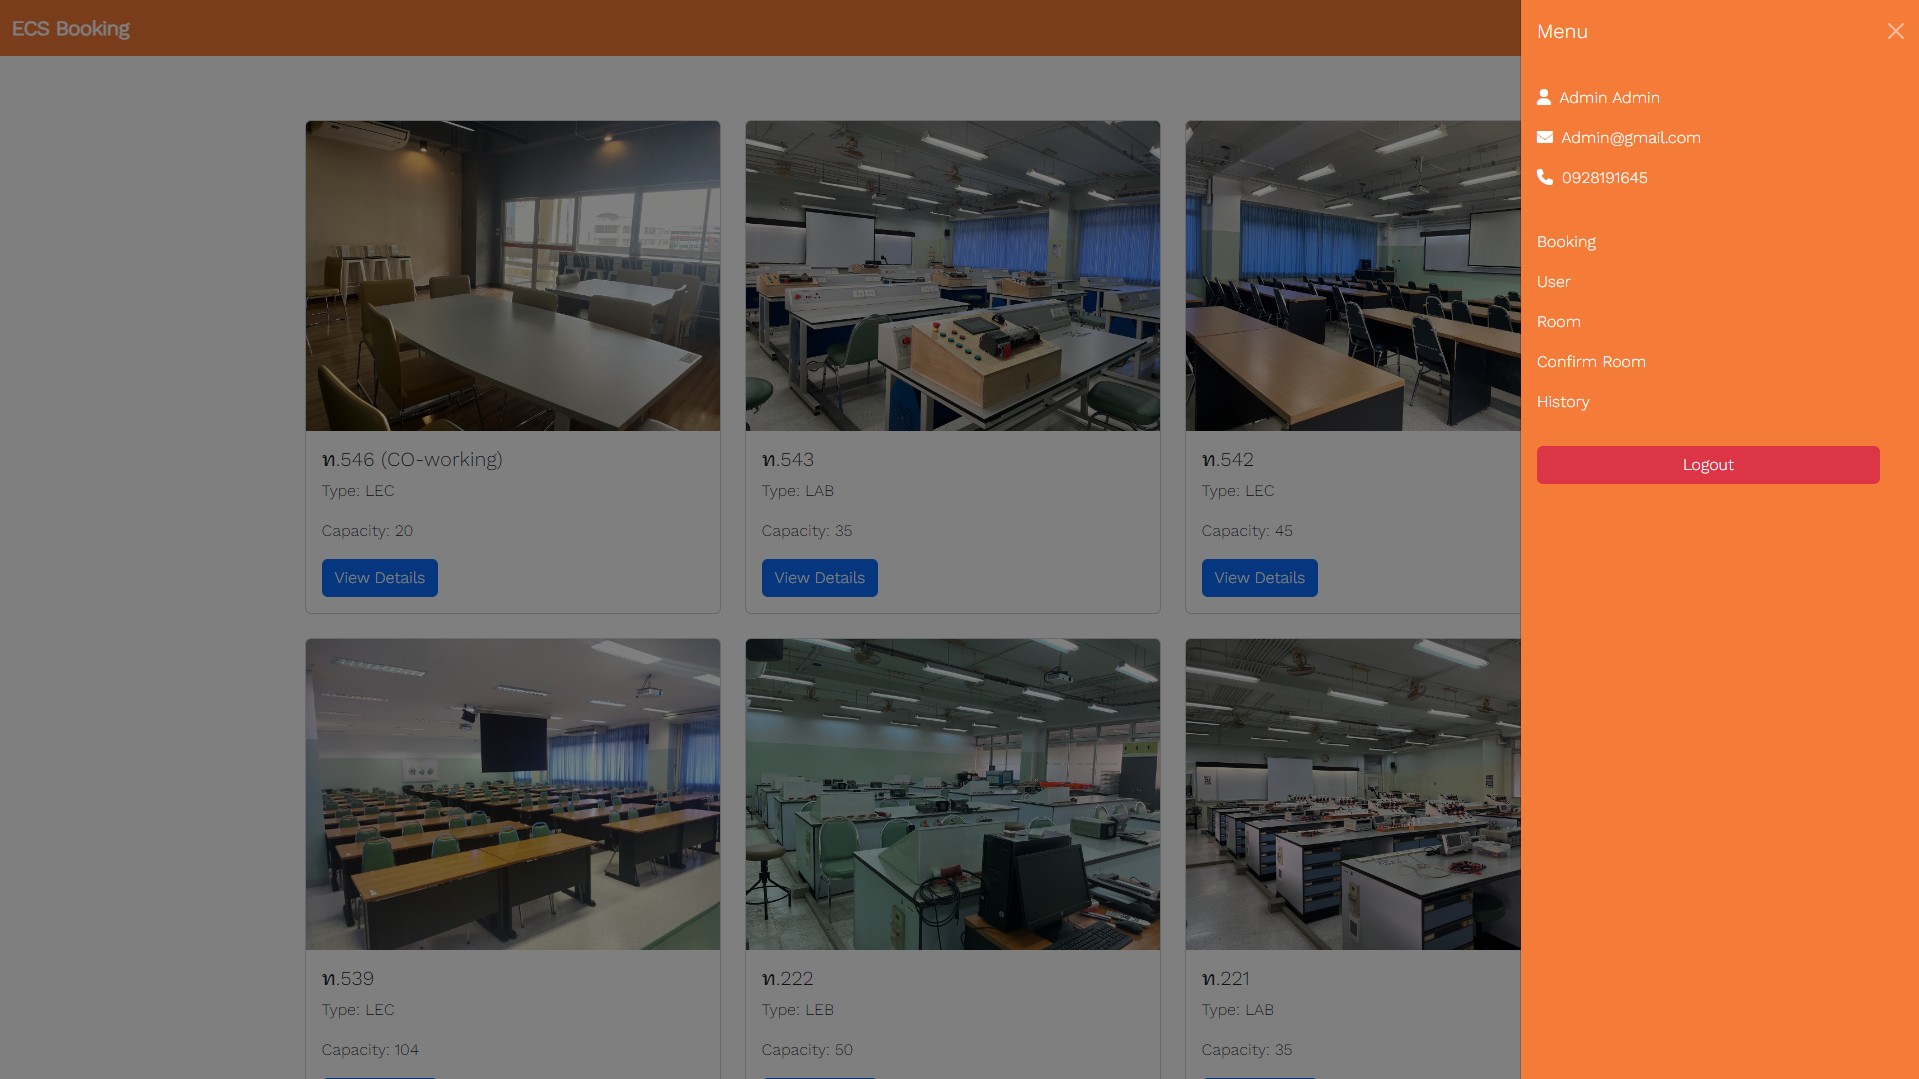 ECS Booking
Menu
Admin Admin
Admin@gmail.com
0928191645
Booking
User
Room
Confirm Room
History
Logout
ท.546 (CO-working)
Type: LEC
Capacity: 20
View Details
ท.543
Type: LAB
Capacity: 35
View Details
ท.542
Type: LEC
Capacity: 45
View Details
ท.539
Type: LEC
Capacity: 104
ท.222
Type: LEB
Capacity: 50
ท.221
Type: LAB
Capacity: 35